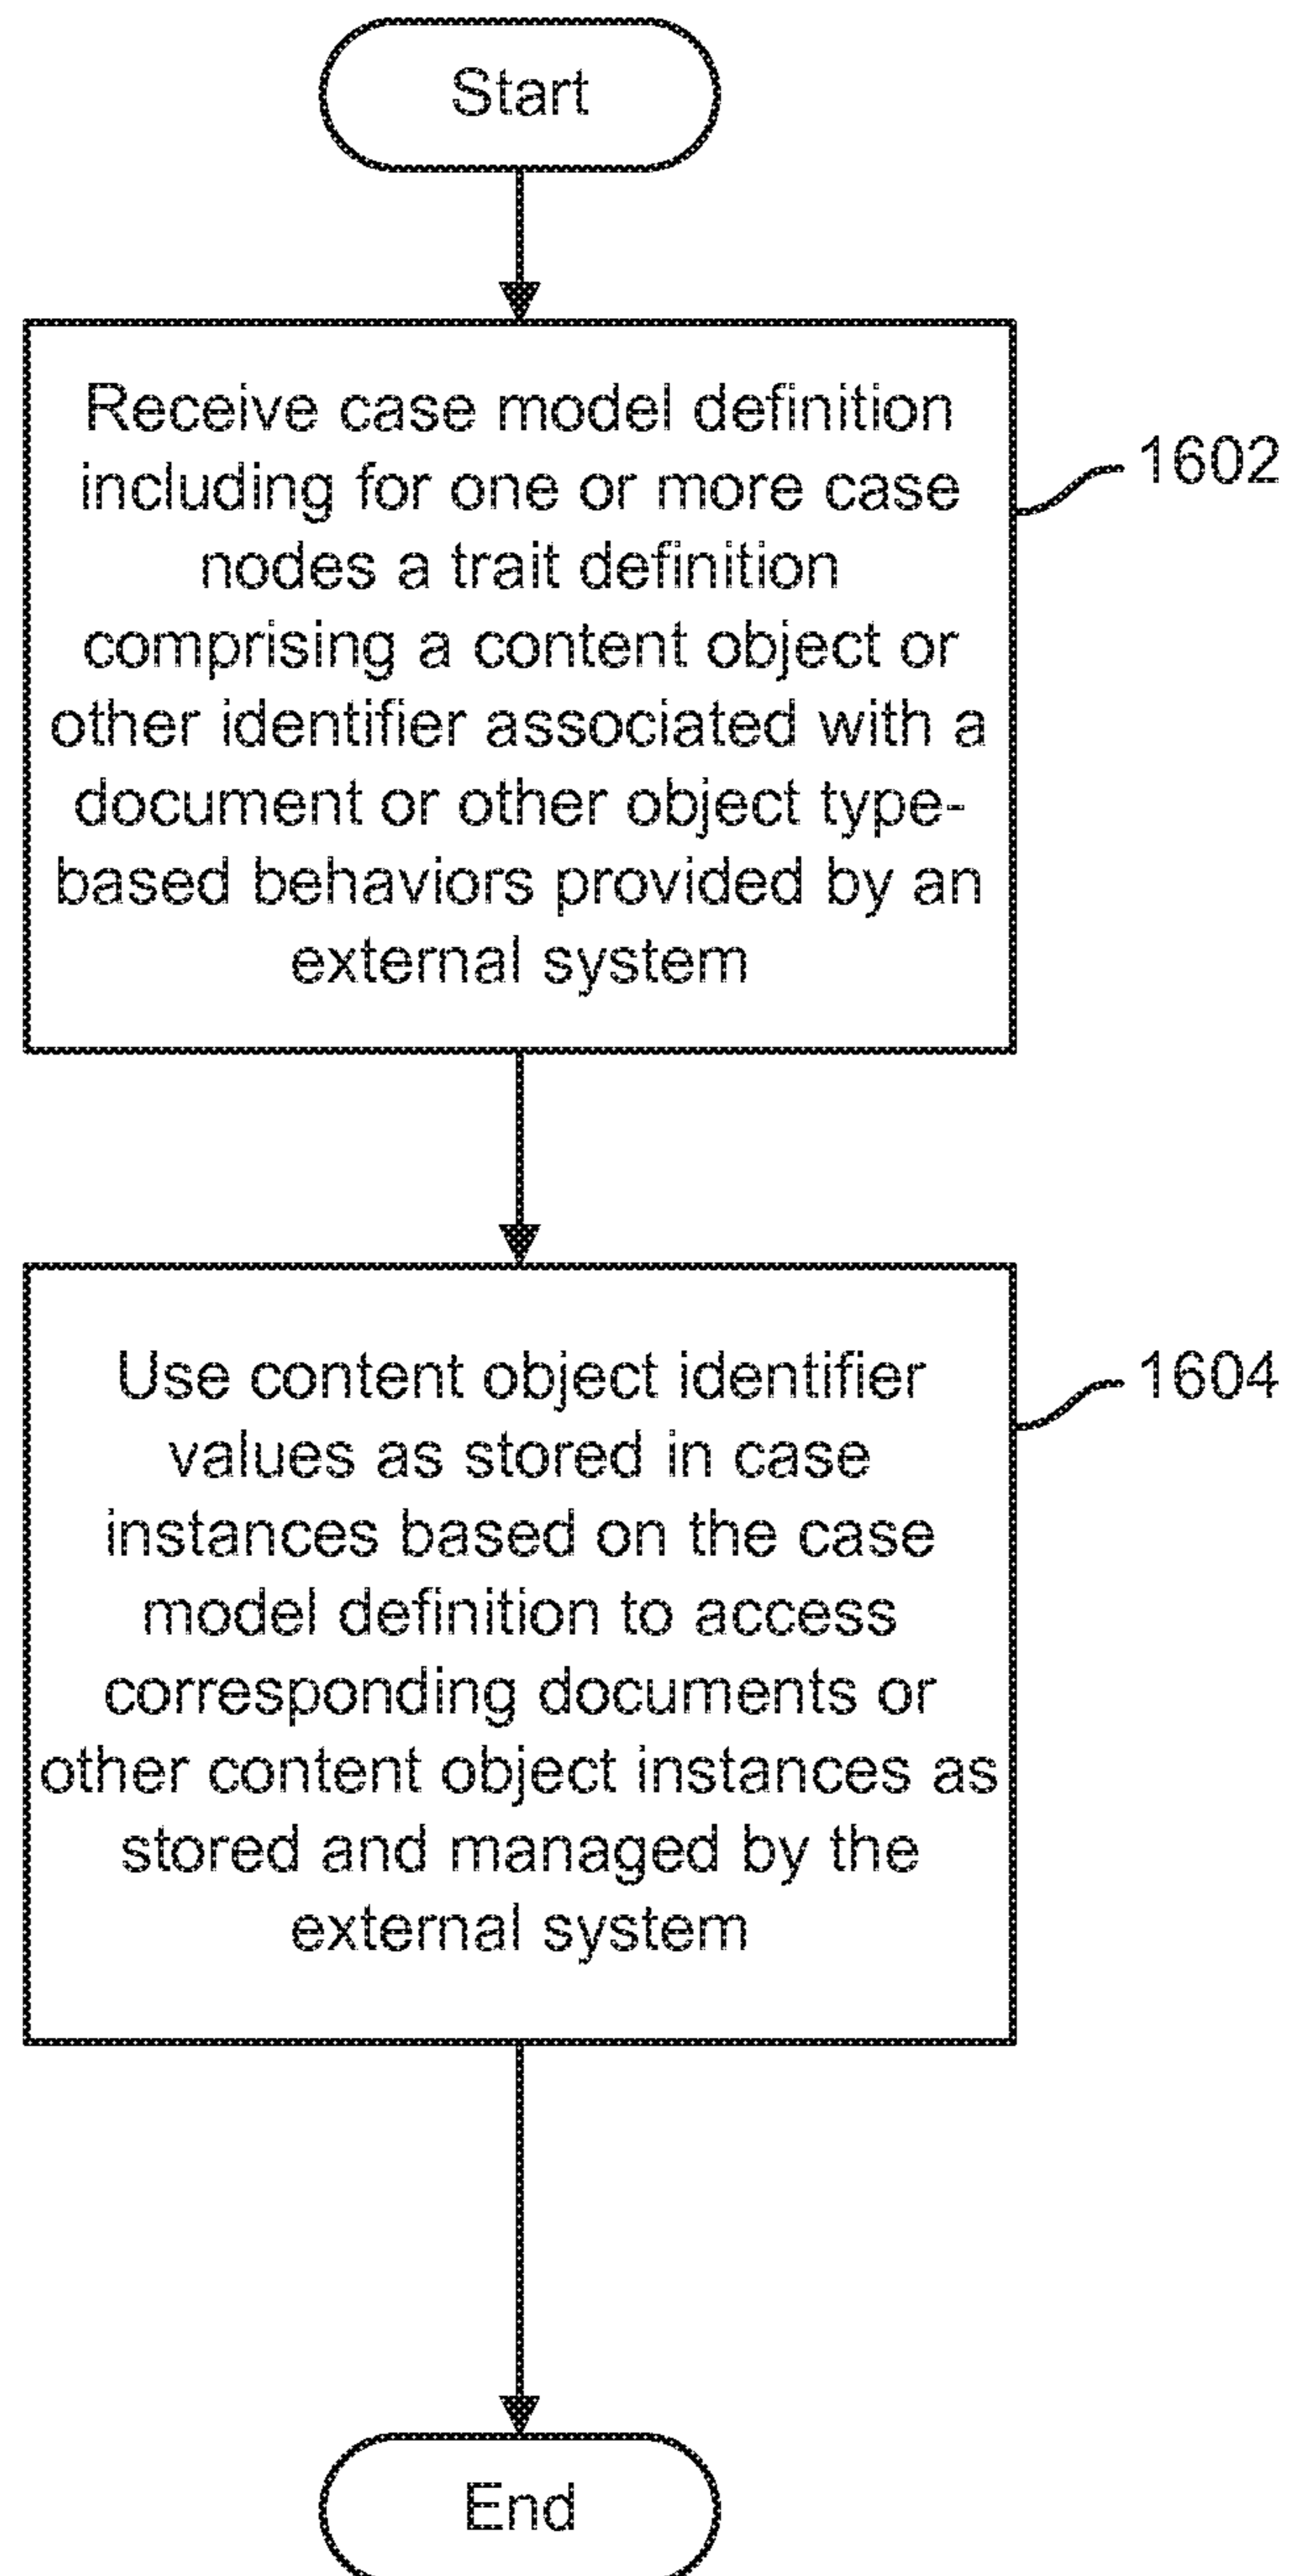 Start
Receive case model definition
including for one or more case
nodes a trait definition
comprising a content object or
other identifier associated with a
document or other object type-
based behaviors provided by an
external system
1602
Use content object identifier
values as stored in case
instances based on the case
model definition to access
corresponding documents or
other content object instances as
stored and managed by the
external system
1604
End